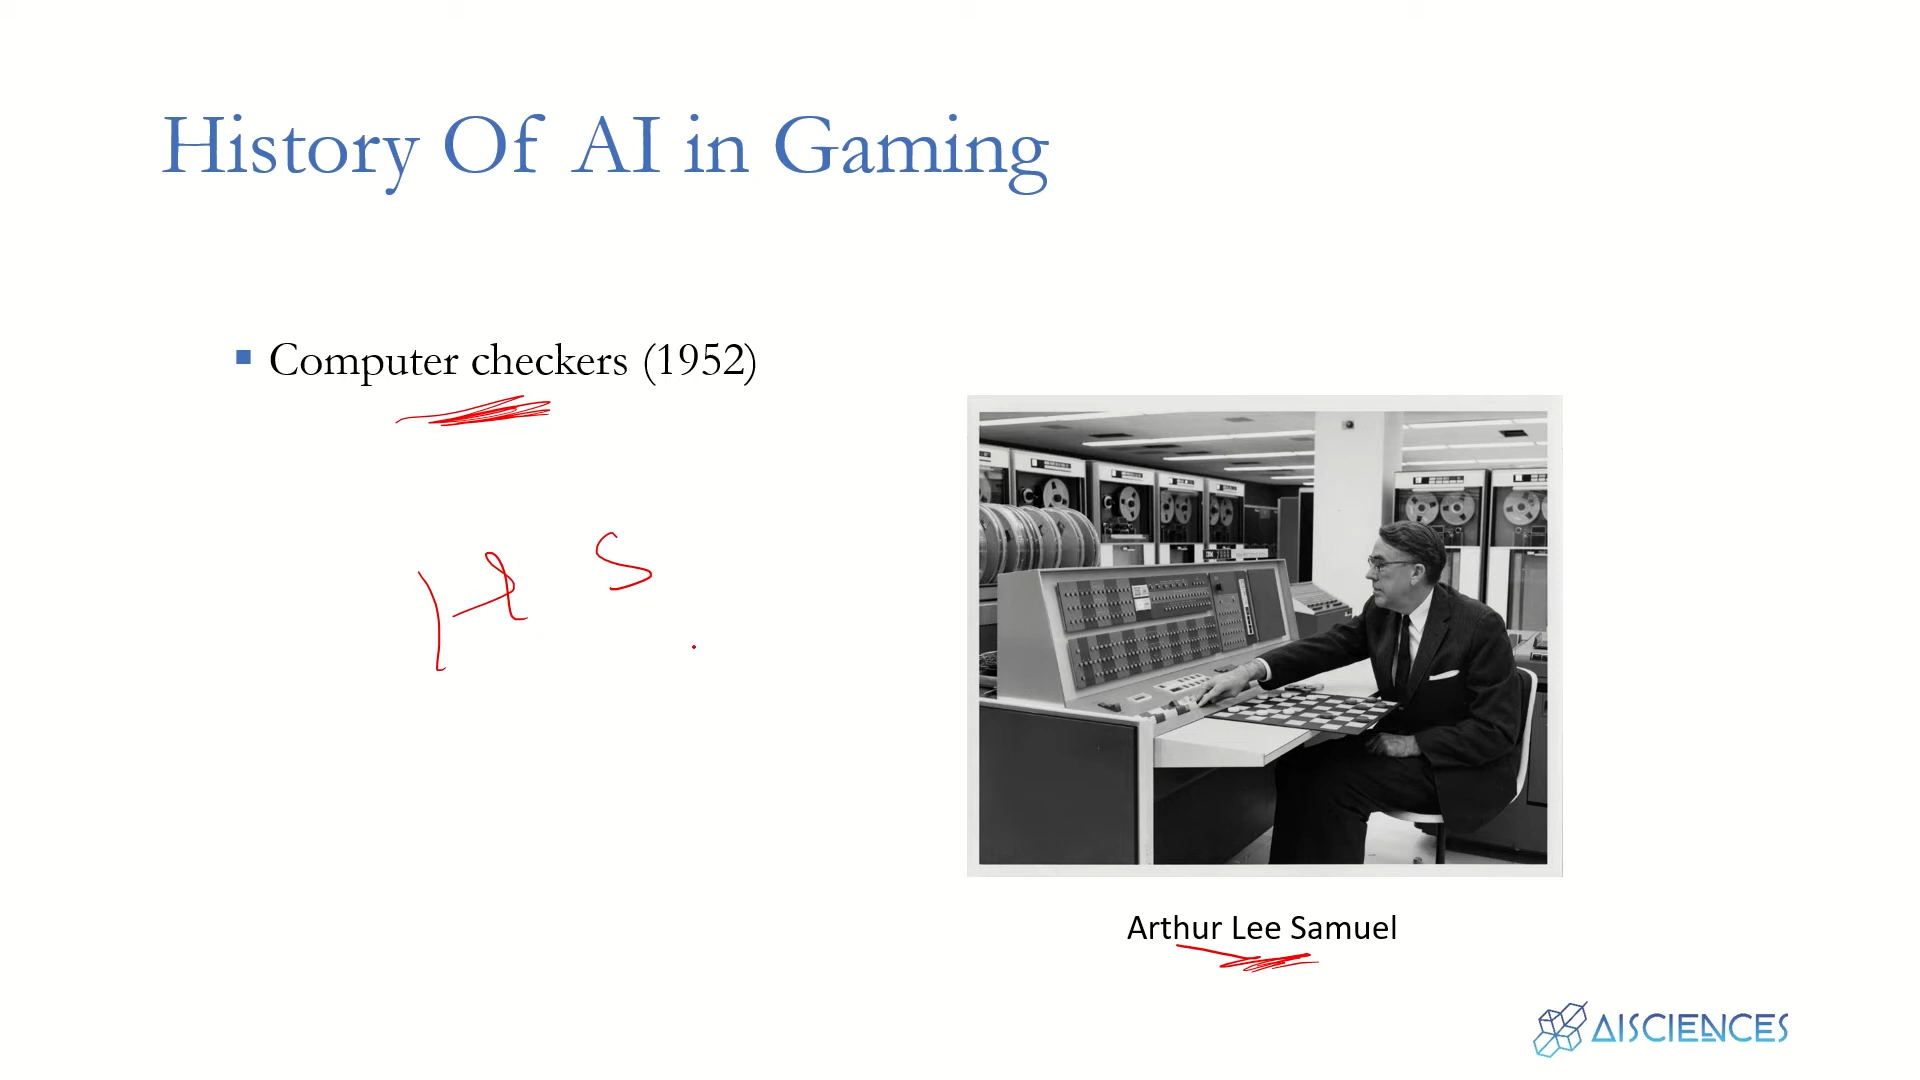 History Of AI in Gaming
Computer checkers (1952)
H S
Arthur Lee Samuel
AISCIENCES